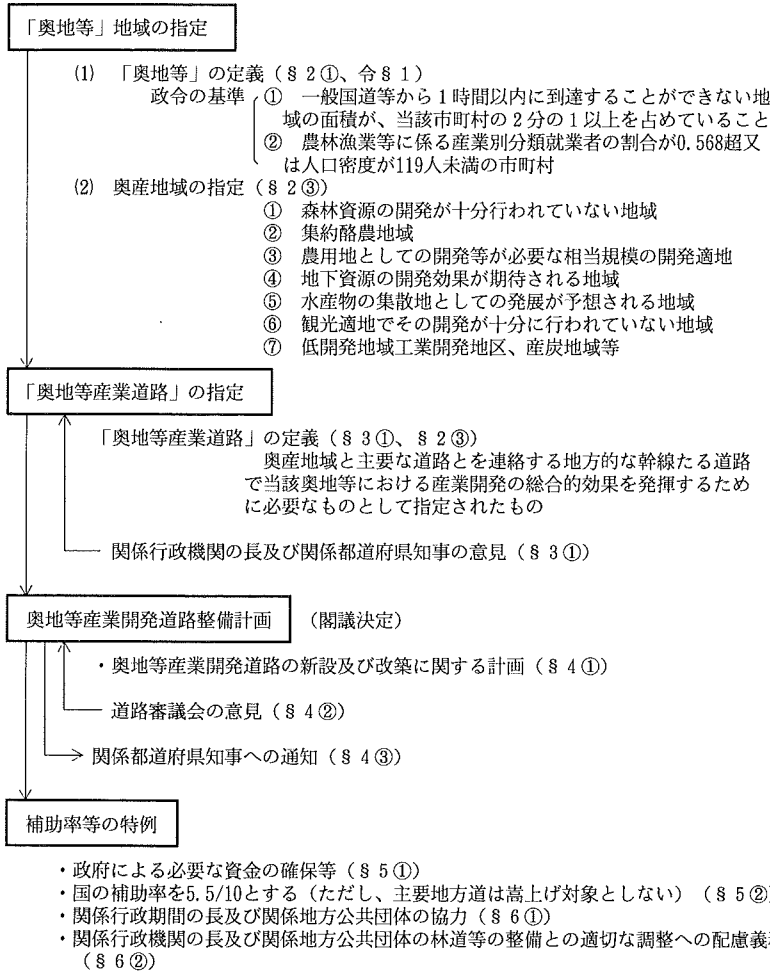 「奥地等」地域の指定
(1) 「奥地等」の定義（§2①、令§1）
政令の基準 ① 一般国道等から1時間以内に到達することができない地
域の面積が、当該市町村の2分の1以上を占めていること
② 農林漁業等に係る産業別分類就業者の割合が0.568超又
は人口密度が119人未満の市町村
(2) 奥産地域の指定（§2③）
① 森林資源の開発が十分行われていない地域
② 集約酪農地域
③ 農用地としての開発等が必要な相当規模の開発適地
④ 地下資源の開発効果が期待される地域
⑤ 水産物の集散地としての発展が予想される地域
⑥ 観光適地でその開発が十分に行われていない地域
⑦ 低開発地域工業開発地区、産炭地域等
「奥地等産業道路」の指定
「奥地等産業道路」の定義（§3①、§2③）
奥産地域と主要な道路とを連絡する地方的な幹線たる道路
で当該奥地等における産業開発の総合的効果を発揮するため
に必要なものとして指定されたもの
関係行政機関の長及び関係都道府県知事の意見（§3①）
奥地等産業開発道路整備計画 （閣議決定）
・奥地等産業開発道路の新設及び改築に関する計画（§4①）
道路審議会の意見（§4②）
関係都道府県知事への通知（§4③）
補助率等の特例
・政府による必要な資金の確保等（§5①）
・国の補助率を5.5/10とする（ただし、主要地方道は嵩上げ対象としない）（§5②）
・関係行政期間の長及び関係地方公共団体の協力（§6①）
・関係行政機関の長及び関係地方公共団体の林道等の整備との適切な調整への配慮義
（§6②）